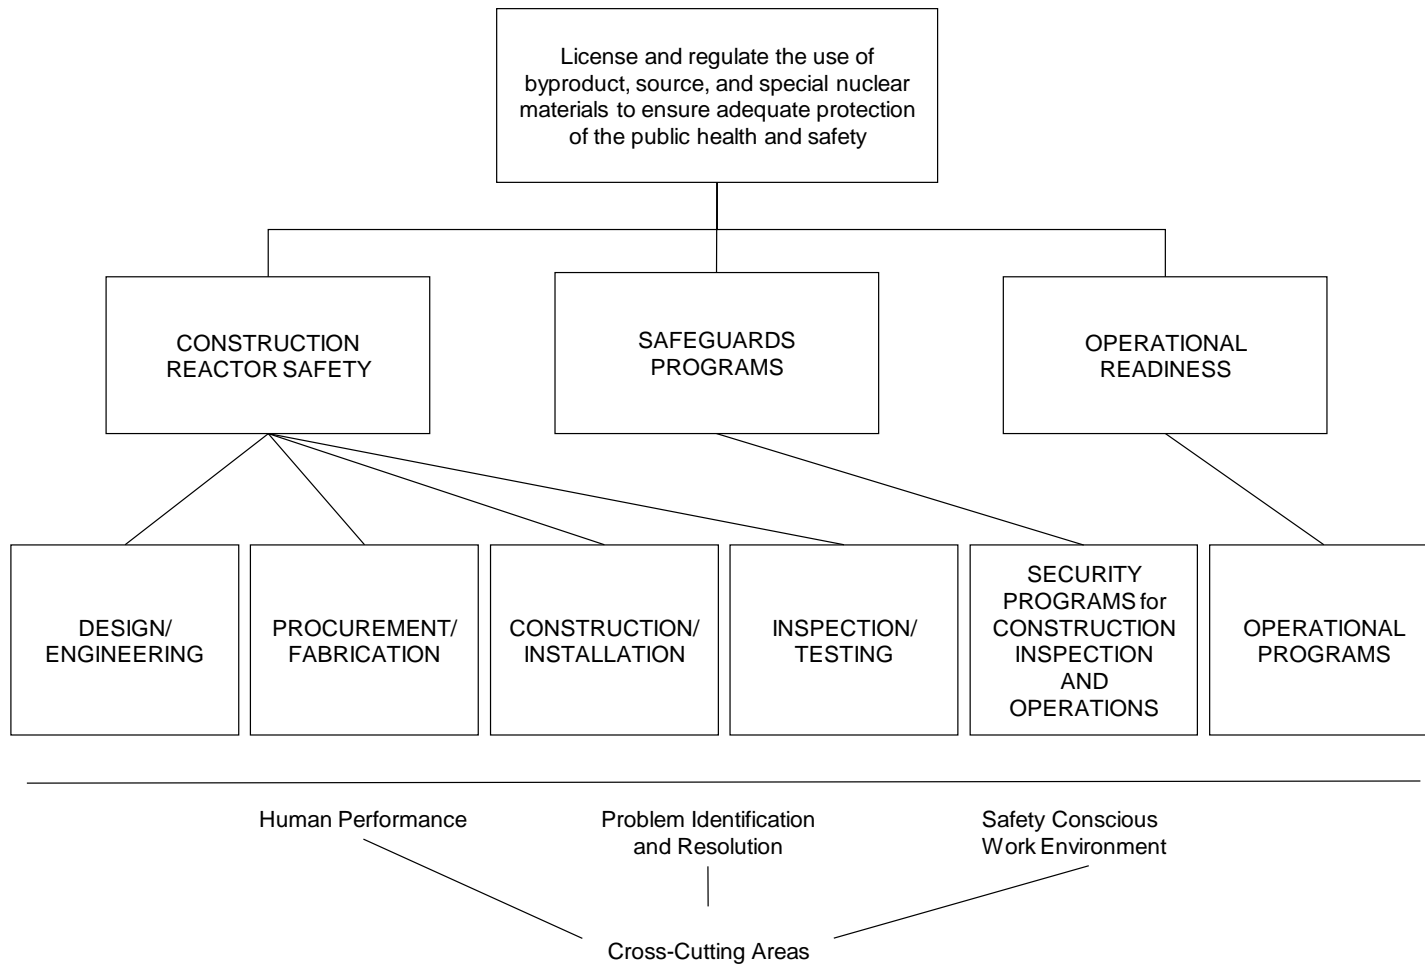 License and regulate the use of
byproduct, source, and special nuclear
materials to ensure adequate protection
of the public health and safety
CONSTRUCTION
REACTOR SAFETY
SAFEGUARDS
PROGRAMS
OPERATIONAL
READINESS
DESIGN/
ENGINEERING
PROCUREMENT/
FABRICATION
CONSTRUCTION/
INSTALLATION
INSPECTION/
TESTING
SECURITY
PROGRAMS for
CONSTRUCTION
INSPECTION
AND
OPERATIONS
OPERATIONAL
PROGRAMS
Human Performance
Problem Identification
and Resolution
Safety Conscious
Work Environment
Cross-Cutting Areas